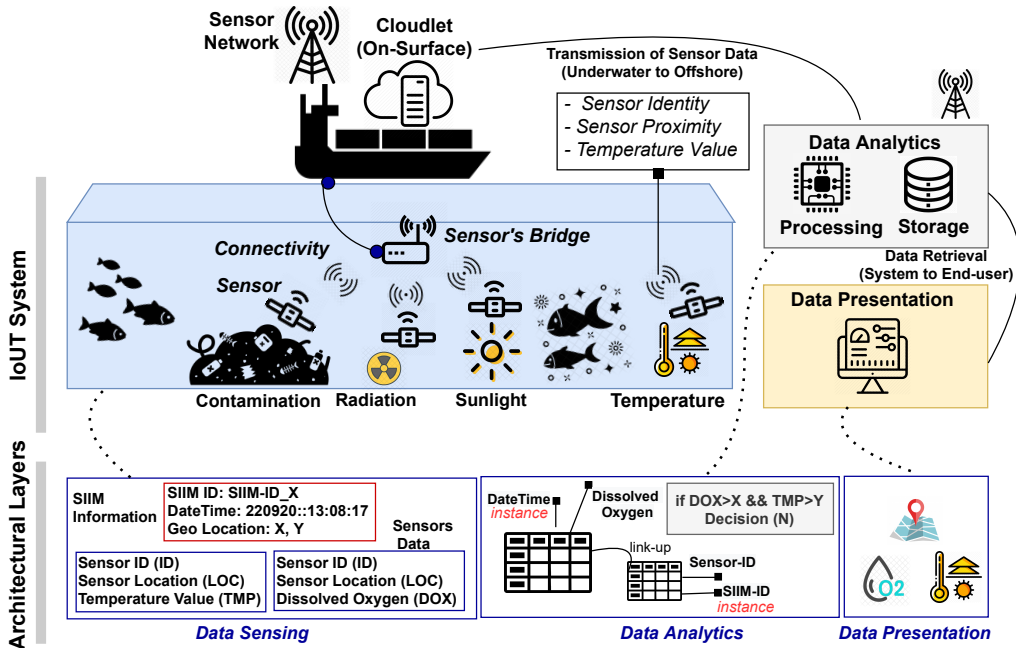 Sensor
Network
Cloudlet
(On-Surface)
Transmission of Sensor Data
(Underwater to Offshore)
- Sensor Identity
- Sensor Proximity
- Temperature Value
Data Analytics
Processing
Storage
Data Retrieval
(System to End-user)
Data Presentation
IoUT System
Connectivity
Sensor's Bridge
Sensor
Contamination
Radiation
Sunlight
Temperature
Architectural Layers
SIIM
Information
SIIM ID: SIIM-ID_X
DateTime: 220920::13:08:17
Geo Location: X, Y
Sensors
Data
Sensor ID (ID)
Sensor Location (LOC)
Temperature Value (TMP)
Sensor ID (ID)
Sensor Location (LOC)
Dissolved Oxygen (DOX)
Data Sensing
DateTime
instance
Dissolved
Oxygen
if DOX>X && TMP>Y
Decision (N)
link-up
Sensor-ID
SIIM-ID
instance
Data Analytics
O2
Data Presentation